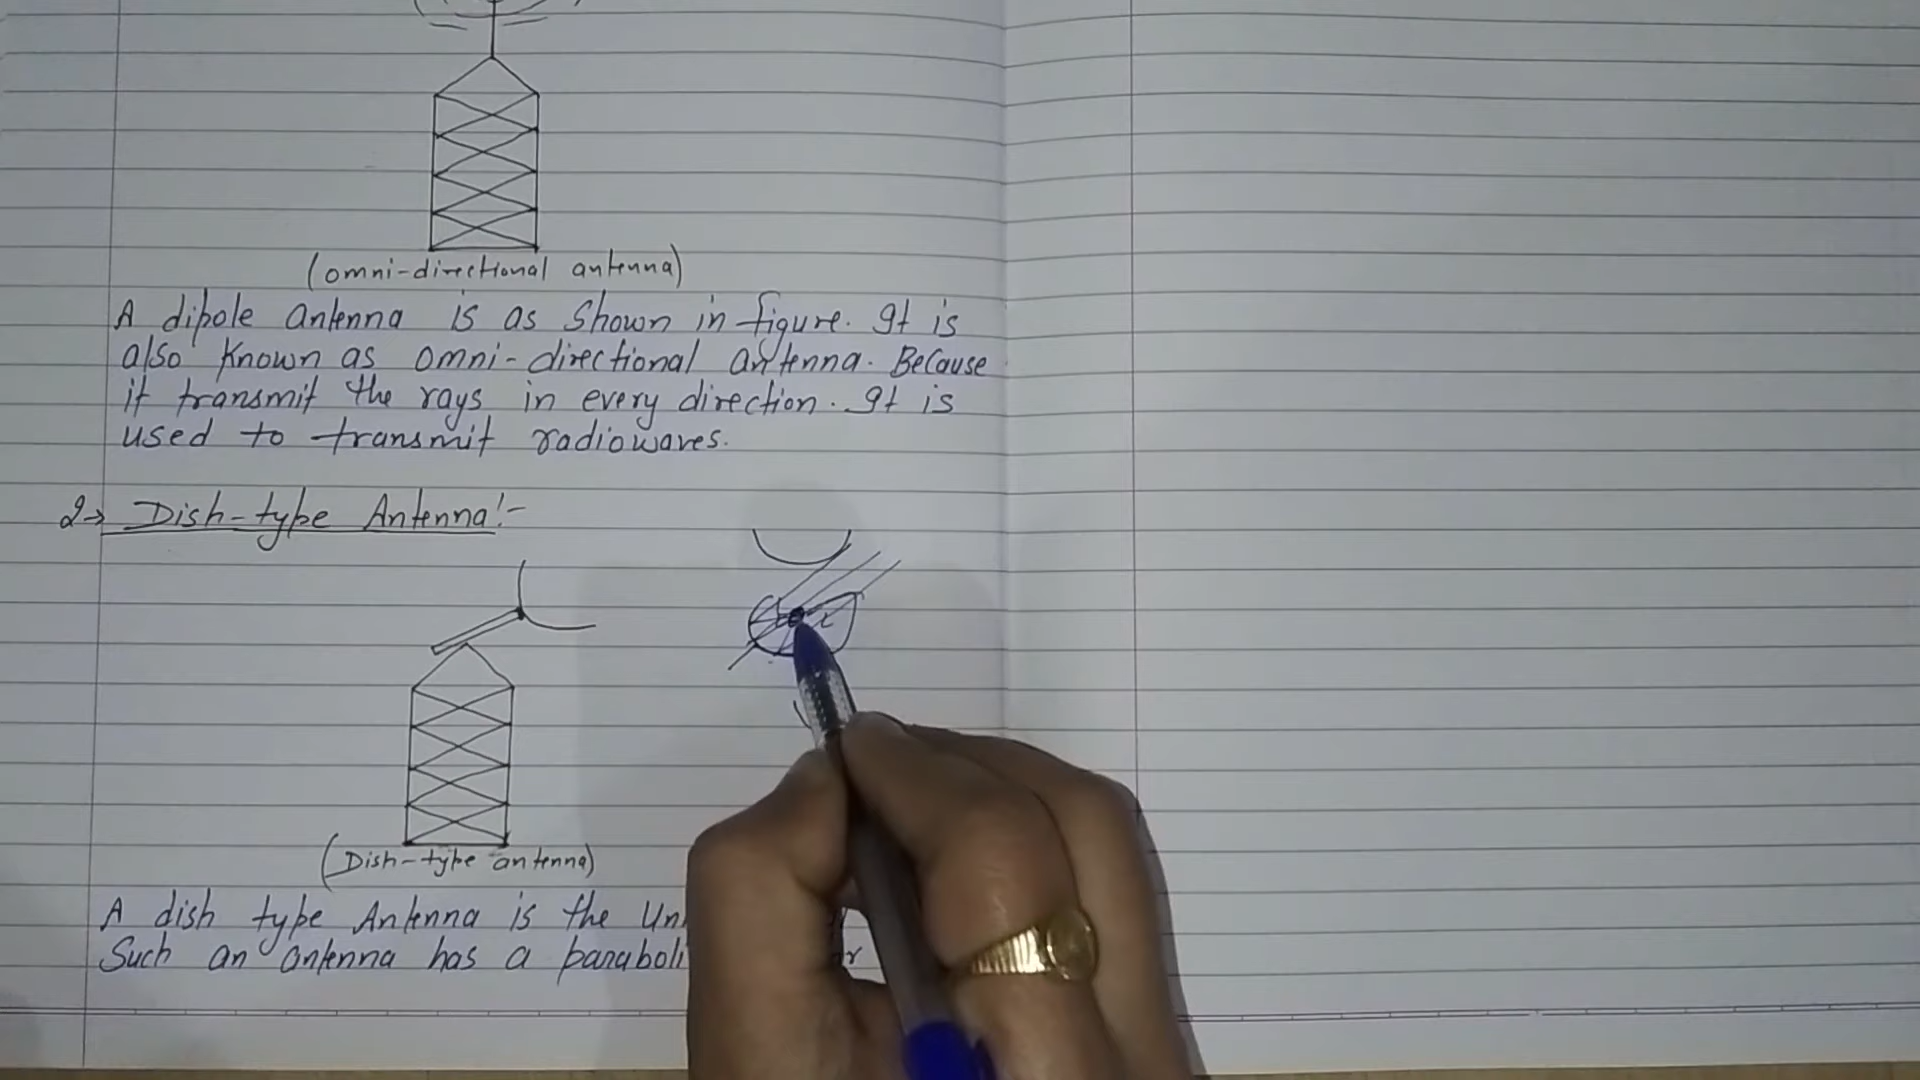 (omni-directional antenna)
A dipole antenna is as shown in figure. It is
also known as omni-directional antenna. Because
it transmit the rays in every direction. It is
used to transmit radiowaves.
2→ Dish-type Antenna:-
(Dish-type antenna)
A dish type Antenna is the
Such an antenna has a